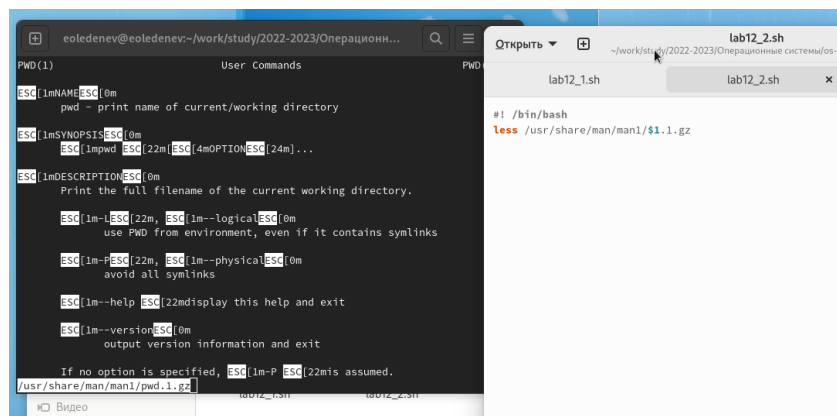 eoledenev@eoledenev:~/work/study/2022-2023/Операционн...
PWD(1) User Commands PWD(
ESC[1mNAMEESC[0m
pwd - print name of current/working directory
ESC[1mSYNOPSISESC[0m
ESC[1mpwd ESC[22m[ESC[4mOPTIONESC[24m]...
ESC[1mDESCRIPTIONESC[0m
Print the full filename of the current working directory.
ESC[1m-LESC[22m, ESC[1m--logicalESC[0m
use PWD from environment, even if it contains symlinks
ESC[1m-PESC[22m, ESC[1m--physicalESC[0m
avoid all symlinks
ESC[1m--help ESC[22mdisplay this help and exit
ESC[1m--versionESC[0m
output version information and exit
If no option is specified, ESC[1m-P ESC[22mis assumed.
/usr/share/man/man1/pwd.1.gz
Видео
lab12_1.sh lab12_2.sh
Открыть
lab12_2.sh
~/work/study/2022-2023/Операционные системы/os-
lab12_1.sh lab12_2.sh
#! /bin/bash
less /usr/share/man/man1/$1.1.gz